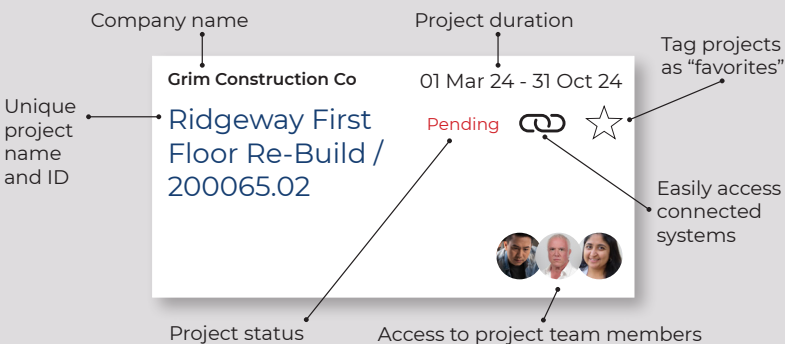 Company name
Project duration
Tag projects
as “favorites”
Grim Construction Co
01 Mar 24 - 31 Oct 24
Unique
project
name
and ID
Ridgeway First
Floor Re-Build /
200065.02
Pending
Easily access
connected
systems
Project status
Access to project team members